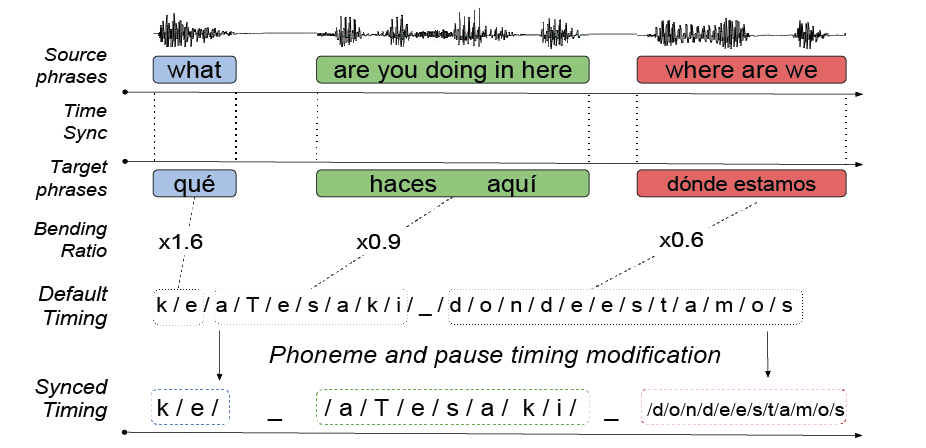 Source phrases
what are you doing in here where are we
Time Sync
Target phrases
qué haces aquí dónde estamos
Bending Ratio
x1.6 x0.9 x0.6
Default Timing
k / e / a / T / e / s / a / k / i / _ / d / o / n / d / e / e / s / t / a / m / o / s
Phoneme and pause timing modification
Synced Timing
k / e / _ / a / T / e / s / a / k / i / _ /d/o/n/d/e/e/s/t/a/m/o/s